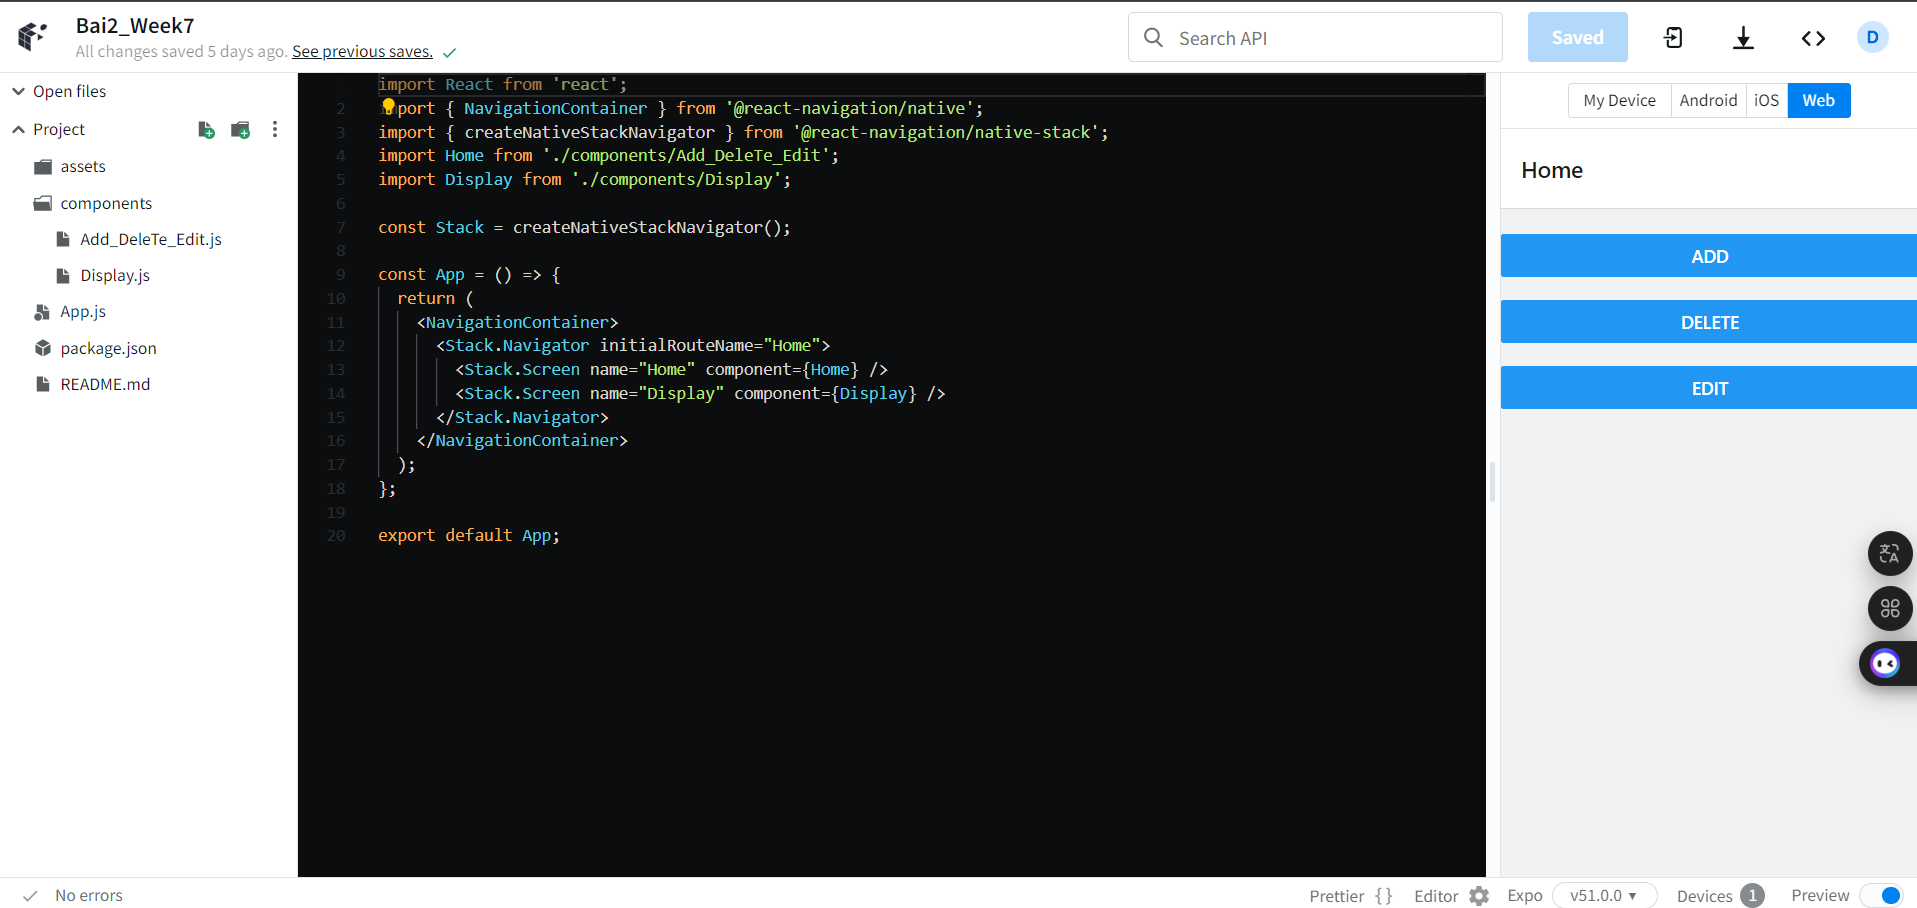 Bai2_Week7
All changes saved 5 days ago. See previous saves.
Search API
Saved
D
Open files
Project
assets
components
Add_DeleTe_Edit.js
Display.js
App.js
package.json
README.md
import React from 'react';
2 import { NavigationContainer } from '@react-navigation/native';
3 import { createNativeStackNavigator } from '@react-navigation/native-stack';
4 import Home from './components/Add_DeleTe_Edit';
5 import Display from './components/Display';
6
7 const Stack = createNativeStackNavigator();
8
9 const App = () => {
10 return (
11 <NavigationContainer>
12 <Stack.Navigator initialRouteName="Home">
13 <Stack.Screen name="Home" component={Home} />
14 <Stack.Screen name="Display" component={Display} />
15 </Stack.Navigator>
16 </NavigationContainer>
17 );
18 };
19
20 export default App;
My Device Android iOS Web
Home
ADD
DELETE
EDIT
No errors
Prettier {} Editor Expo v51.0.0 Devices 1 Preview